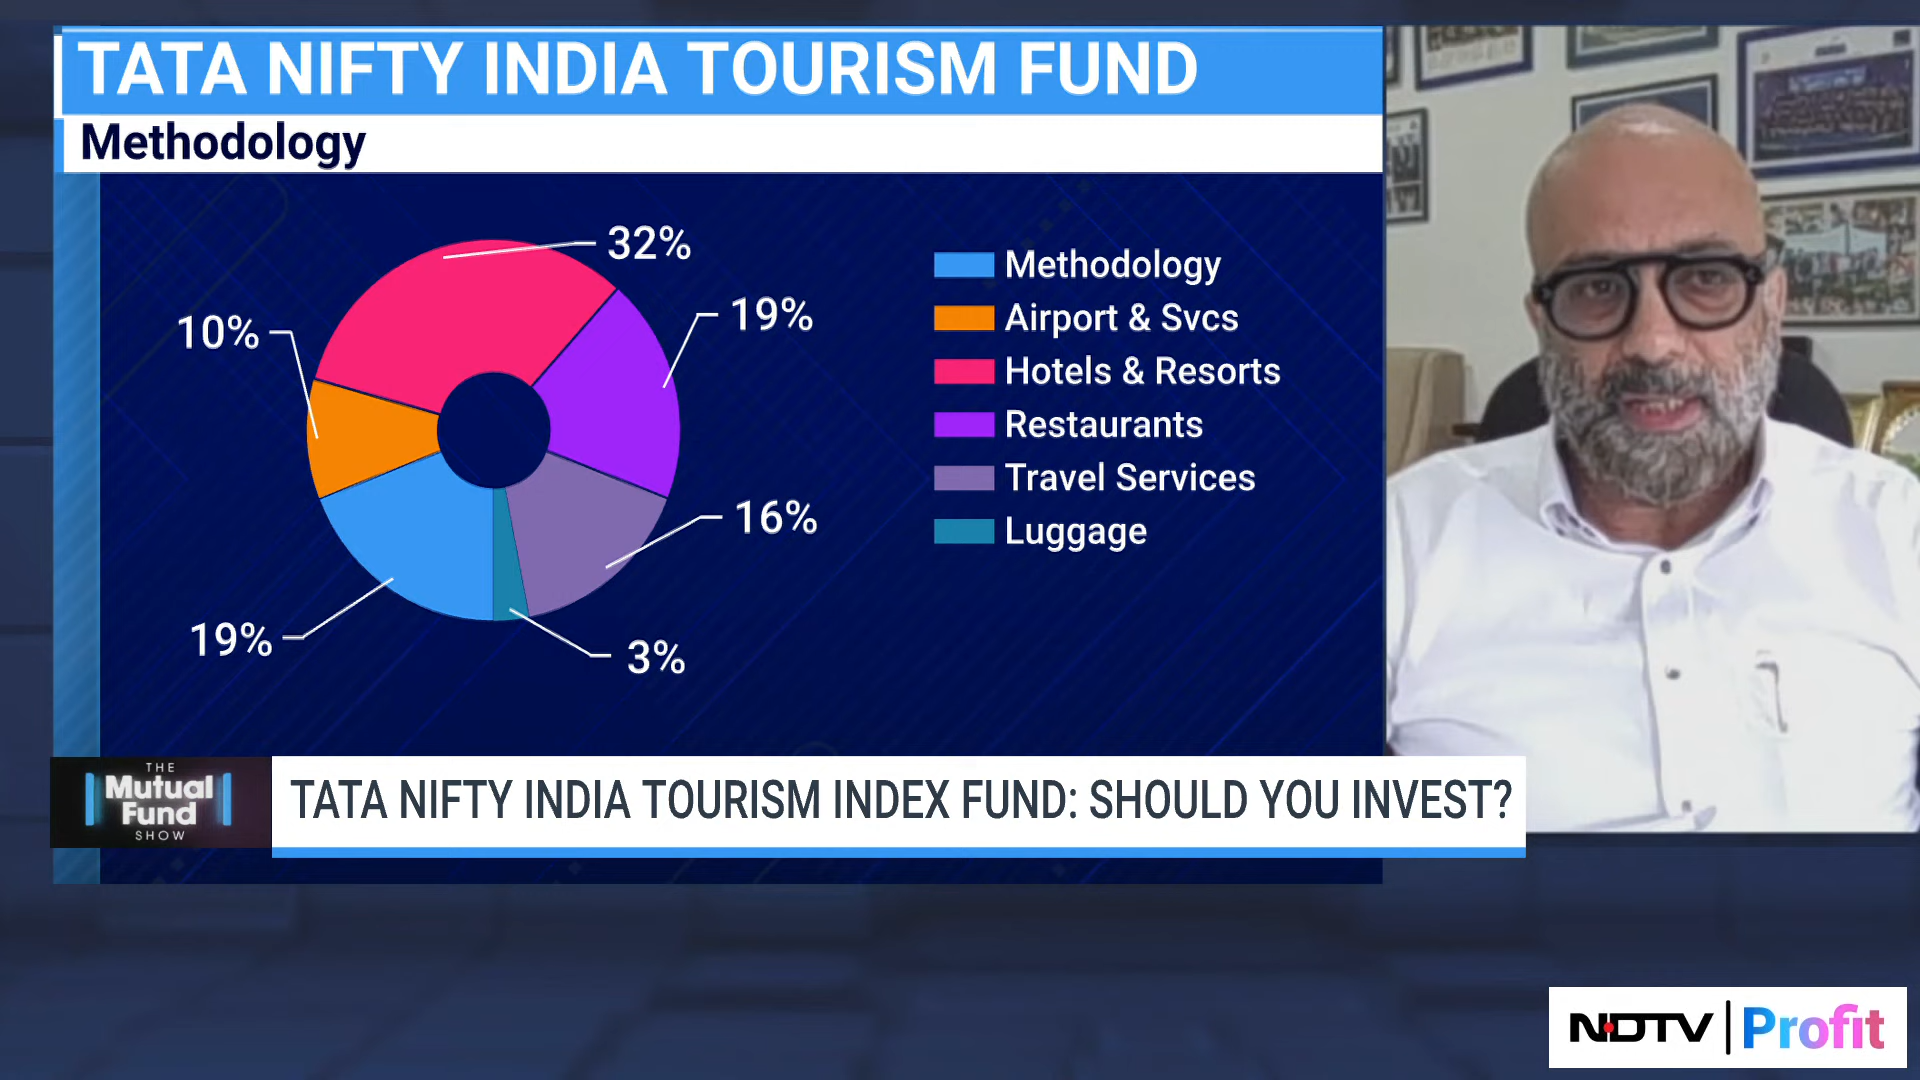 TATA NIFTY INDIA TOURISM FUND
Methodology
32%
19%
10%
16%
19%
3%
Methodology
Airport & Svcs
Hotels & Resorts
Restaurants
Travel Services
Luggage
THE
Mutual
Fund
SHOW
TATA NIFTY INDIA TOURISM INDEX FUND: SHOULD YOU INVEST?
NDTV Profit